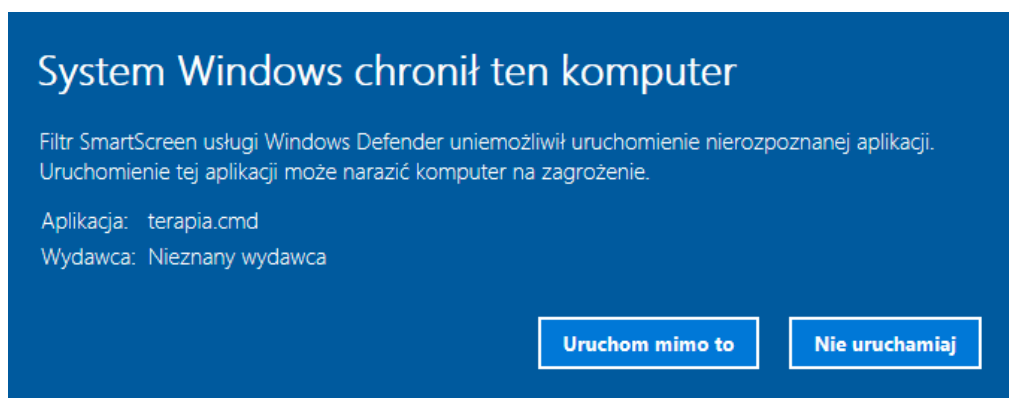 System Windows chronił ten komputer
Filtr SmartScreen usługi Windows Defender uniemożliwił uruchomienie nierozpoznanej aplikacji.
Uruchomienie tej aplikacji może narazić komputer na zagrożenie.
Aplikacja: terapia.cmd
Wydawca: Nieznany wydawca
Uruchom mimo to Nie uruchamiaj